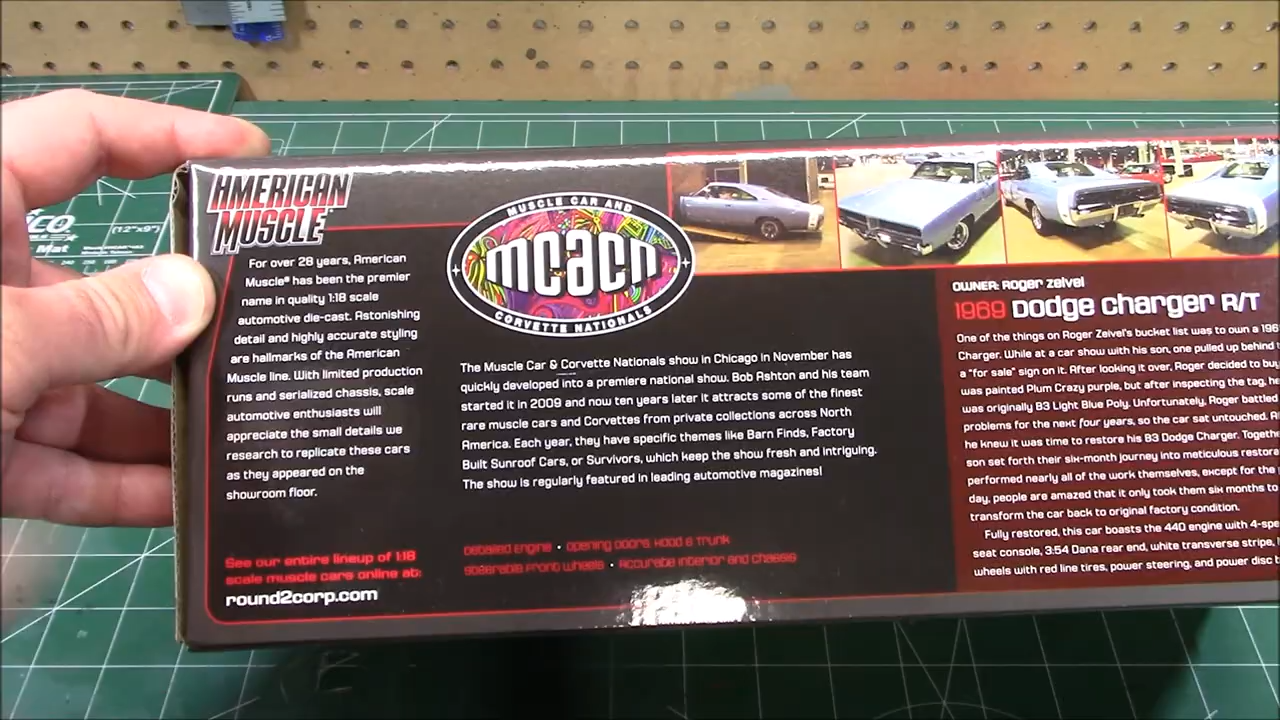 AMERICAN
MUSCLE
For over 28 years, American
Muscle® has been the premier
name in quality 1:18 scale
automotive die-cast. Astonishing
detail and highly accurate styling
are hallmarks of the American
Muscle line. With limited production
runs and serialized chassis, scale
automotive enthusiasts will
appreciate the small details we
research to replicate these cars
as they appeared on the
showroom floor.
See our entire lineup of 1:18
scale muscle cars online at:
round2corp.com
MUSCLE CAR AND
mcacn
CORVETTE NATIONALS
The Muscle Car & Corvette Nationals show in Chicago in November has
quickly developed into a premiere national show. Bob Ashton and his team
started it in 2009 and now ten years later it attracts some of the finest
rare muscle cars and Corvettes from private collections across North
America. Each year, they have specific themes like Barn Finds, Factory
Built Sunroof Cars, or Survivors, which keep the show fresh and intriguing.
The show is regularly featured in leading automotive magazines!
Detailed Engine • Opening Doors, Hood & Trunk
Steerable Front Wheels • Accurate Interior and Chassis
OWNER: Roger Zeivel
1969 Dodge Charger R/T
One of the things on Roger Zeivel's bucket list was to own a 196
Charger. While at a car show with his son, one pulled up behind
a "for sale" sign on it. After looking it over, Roger decided to buy
was painted Plum Crazy purple, but after inspecting the tag, he
was originally B3 Light Blue Poly. Unfortunately, Roger battled
problems for the next four years, so the car sat untouched.
he knew it was time to restore his B3 Dodge Charger.
son set forth their six-month journey into meticulous
performed nearly all of the work themselves, except for the
day, people are amazed that it only took them six months to
transform the car back to original factory condition.
Fully restored, this car boasts the 440 engine with
seat console, 3:54 Dana rear end, white transverse stripe,
wheels with red line tires, power steering, and power disc
(12"x9")
Mat